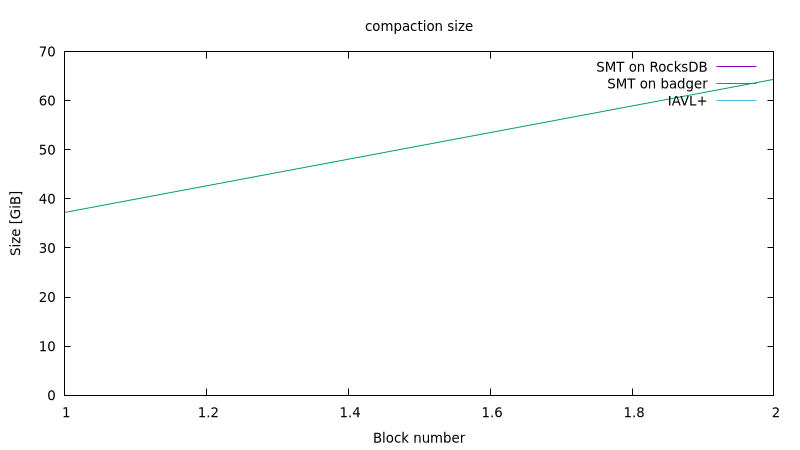 compaction size
70
60
50
40
30
20
10
0
Size [GiB]
SMT on RocksDB
SMT on badger
IAVL+
1 1.2 1.4 1.6 1.8 2
Block number